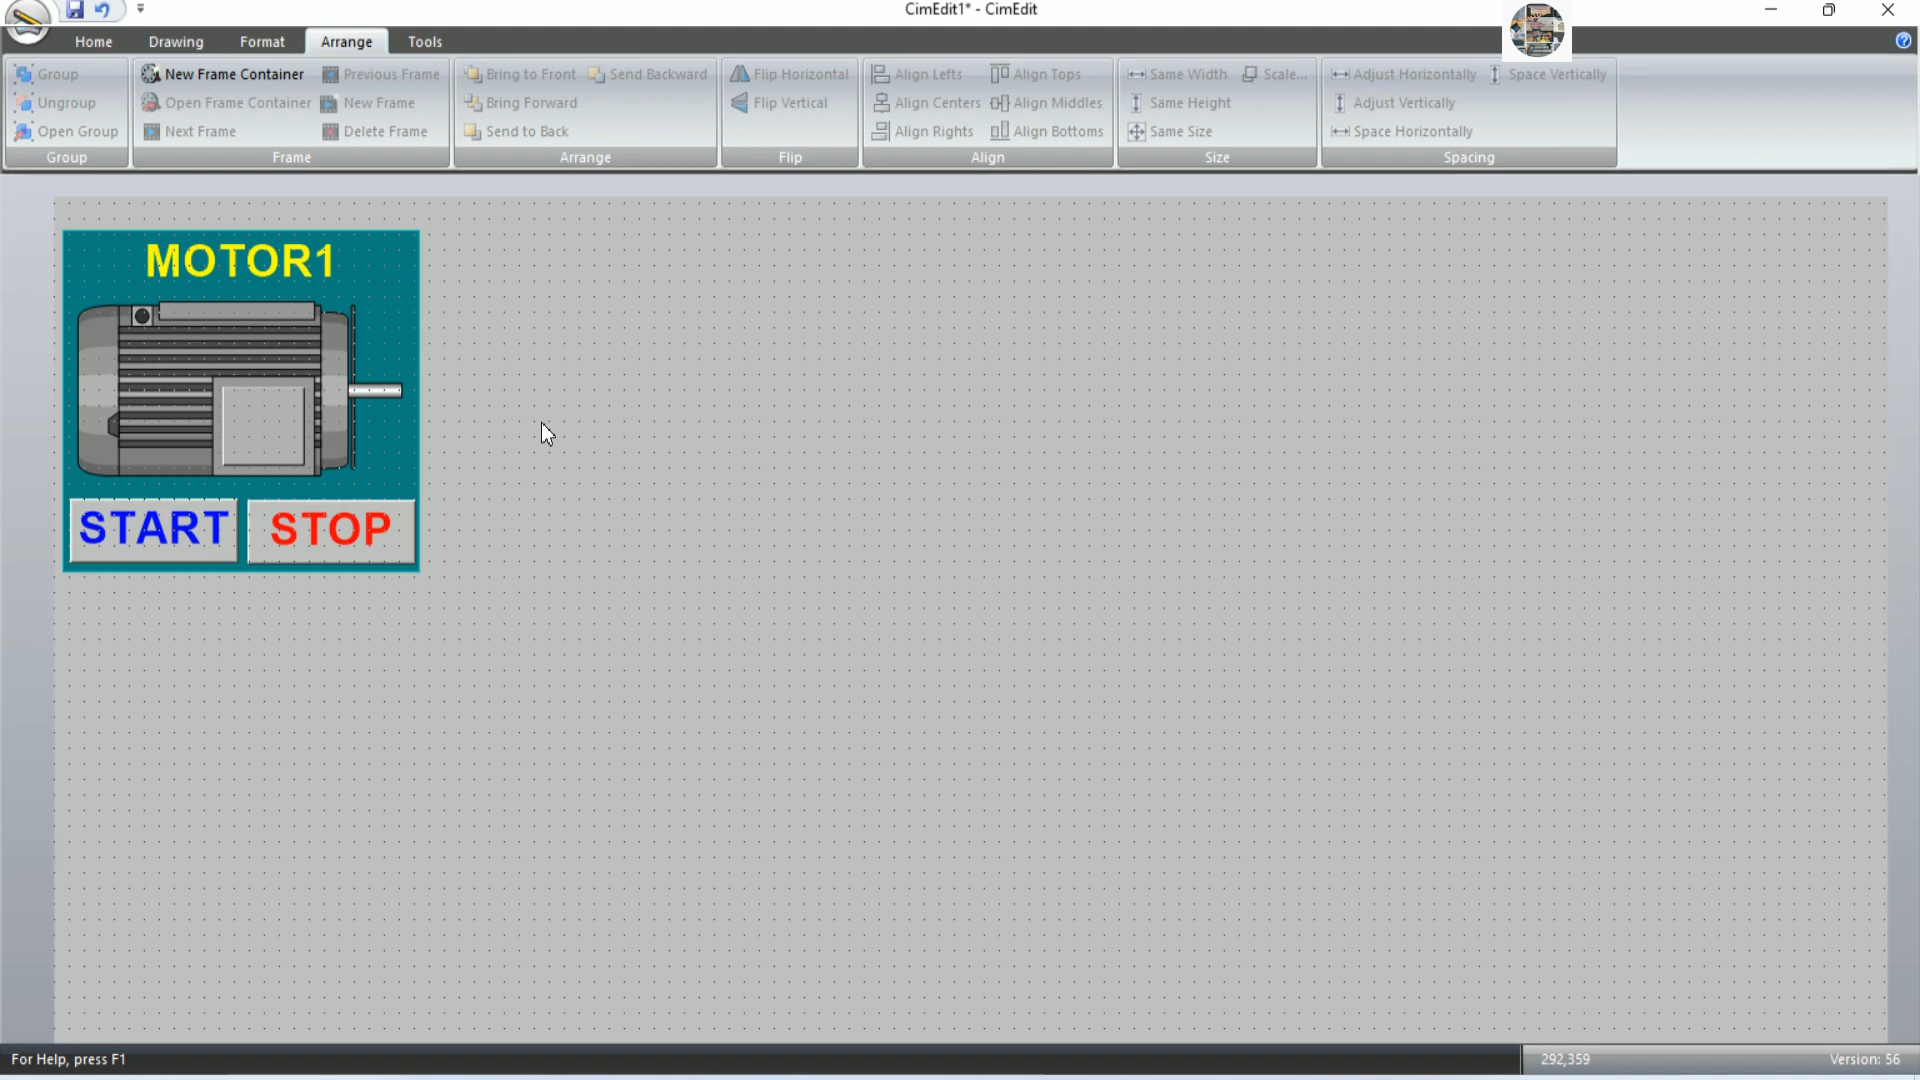 CimEdit1* - CimEdit
Home Drawing Format Arrange Tools
Group New Frame Container Previous Frame Bring to Front Send Backward Flip Horizontal Align Lefts Align Tops Same Width Scale... Adjust Horizontally Space Vertically
Ungroup Open Frame Container New Frame Bring Forward Flip Vertical Align Centers Align Middles Same Height Adjust Vertically
Open Group Next Frame Delete Frame Send to Back Align Rights Align Bottoms Same Size Space Horizontally
Group Frame Arrange Flip Align Size Spacing
MOTOR1
START STOP
For Help, press F1 292,359 Version: 56